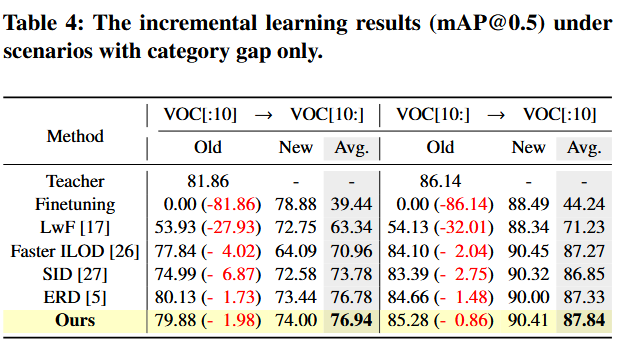 Table 4: The incremental learning results (mAP@0.5) under
scenarios with category gap only.
Method VOC[:10] → VOC[10:] VOC[10:] → VOC[:10]
Old New Avg. Old New Avg.
Teacher 81.86 - - 86.14 - -
Finetuning 0.00 (-81.86) 78.88 39.44 0.00 (-86.14) 88.49 44.24
LwF [17] 53.93 (-27.93) 72.75 63.34 54.13 (-32.01) 88.34 71.23
Faster ILOD [26] 77.84 (- 4.02) 64.09 70.96 84.10 (- 2.04) 90.45 87.27
SID [27] 74.99 (- 6.87) 72.58 73.78 83.39 (- 2.75) 90.32 86.85
ERD [5] 80.13 (- 1.73) 73.44 76.78 84.66 (- 1.48) 90.00 87.33
Ours 79.88 (- 1.98) 74.00 76.94 85.28 (- 0.86) 90.41 87.84